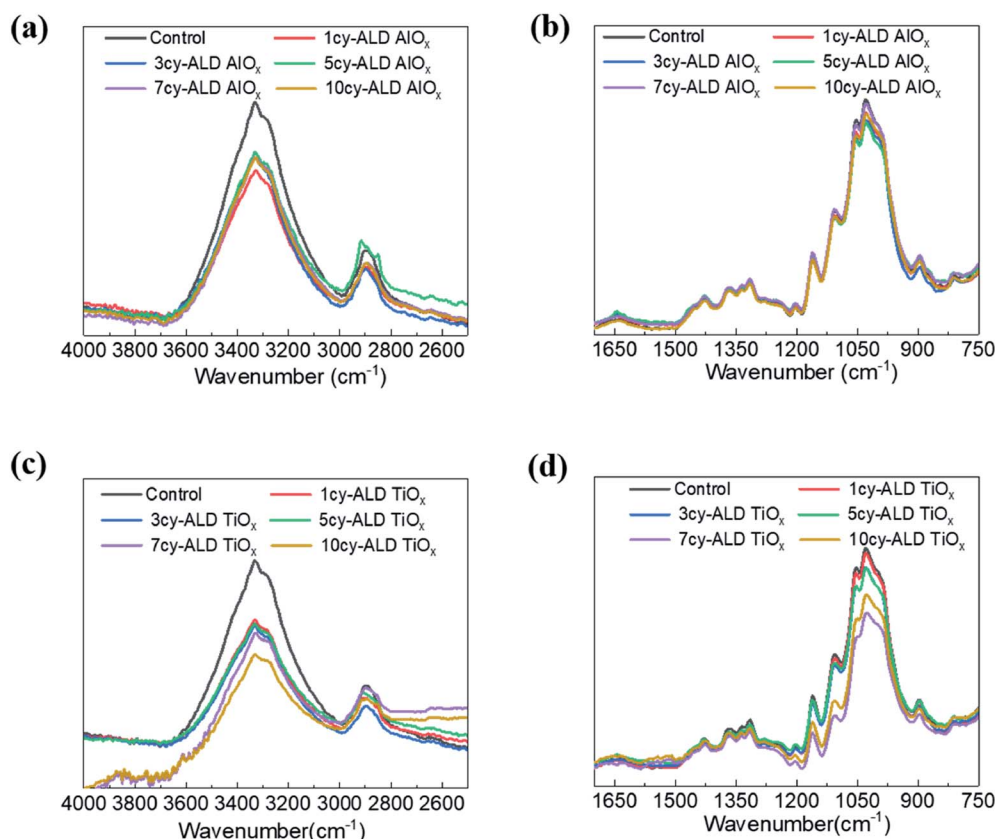 (a)
Control 1cy-ALD AlOₓ
3cy-ALD AlOₓ 5cy-ALD AlOₓ
7cy-ALD AlOₓ 10cy-ALD AlOₓ
4000 3800 3600 3400 3200 3000 2800 2600
Wavenumber (cm⁻¹)
(b)
Control 1cy-ALD AlOₓ
3cy-ALD AlOₓ 5cy-ALD AlOₓ
7cy-ALD AlOₓ 10cy-ALD AlOₓ
1650 1500 1350 1200 1050 900 750
Wavenumber (cm⁻¹)
(c)
Control 1cy-ALD TiOₓ
3cy-ALD TiOₓ 5cy-ALD TiOₓ
7cy-ALD TiOₓ 10cy-ALD TiOₓ
4000 3800 3600 3400 3200 3000 2800 2600
Wavenumber(cm⁻¹)
(d)
Control 1cy-ALD TiOₓ
3cy-ALD TiOₓ 5cy-ALD TiOₓ
7cy-ALD TiOₓ 10cy-ALD TiOₓ
1650 1500 1350 1200 1050 900 750
Wavenumber(cm⁻¹)